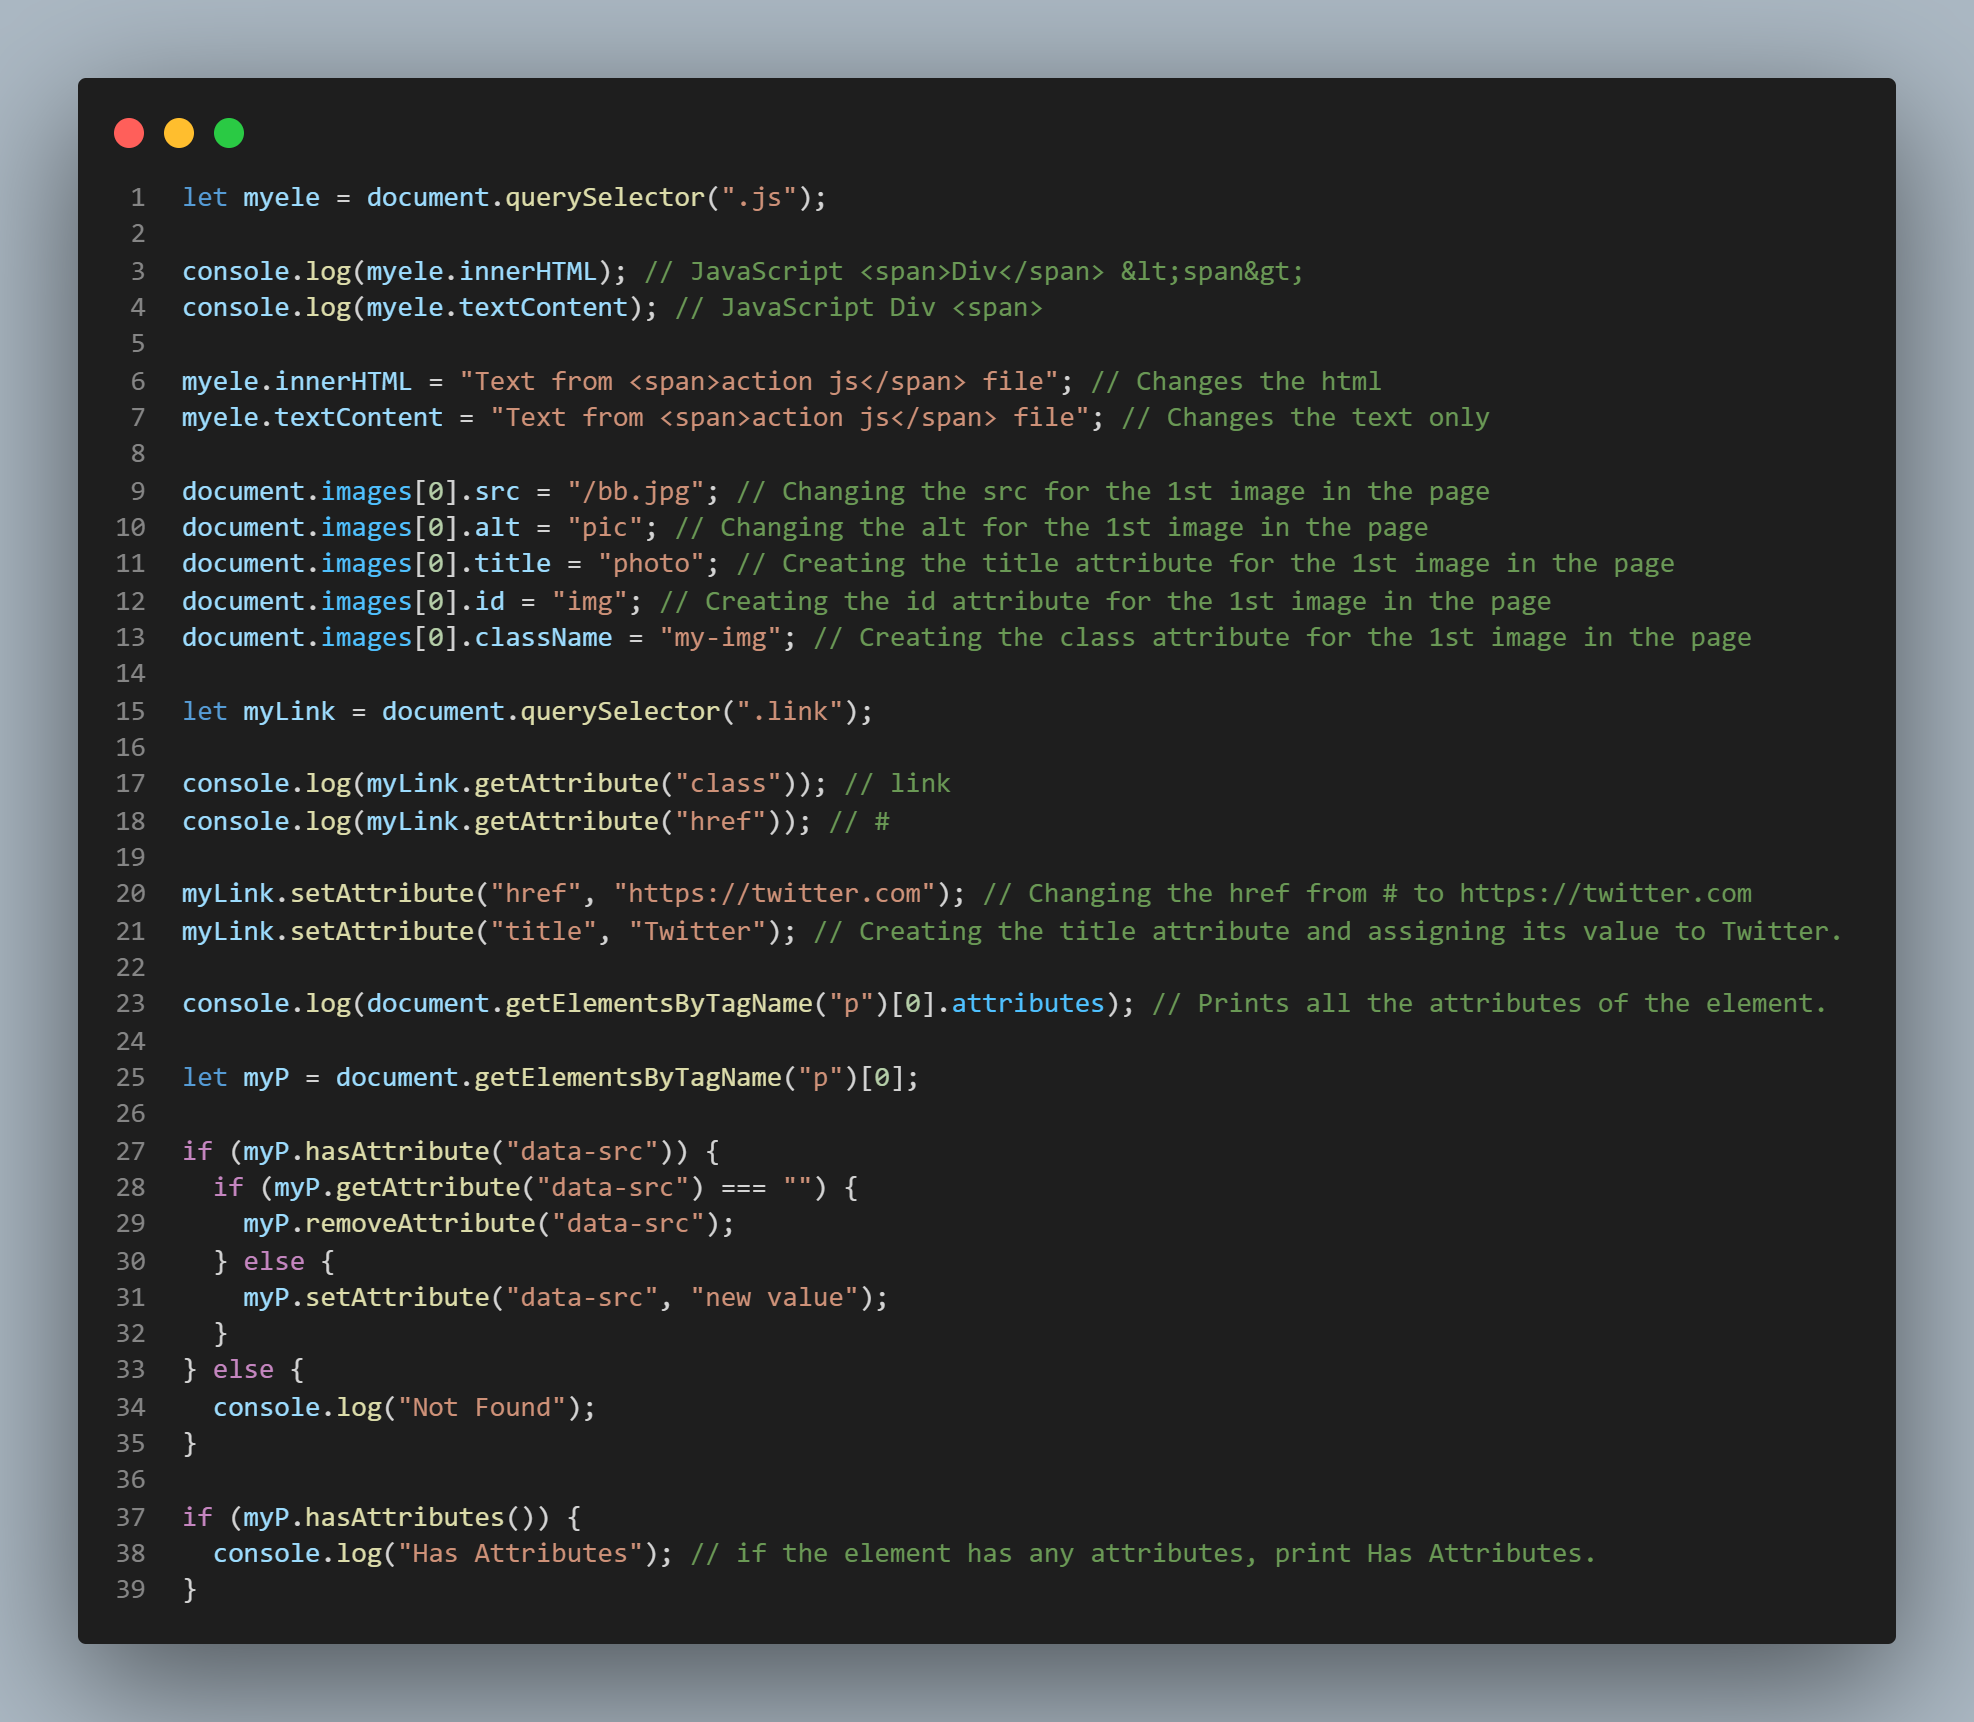 1 let myele = document.querySelector(".js");
2
3 console.log(myele.innerHTML); // JavaScript <span>Div</span> &lt;span&gt;
4 console.log(myele.textContent); // JavaScript Div <span>
5
6 myele.innerHTML = "Text from <span>action js</span> file"; // Changes the html
7 myele.textContent = "Text from <span>action js</span> file"; // Changes the text only
8
9 document.images[0].src = "/bb.jpg"; // Changing the src for the 1st image in the page
10 document.images[0].alt = "pic"; // Changing the alt for the 1st image in the page
11 document.images[0].title = "photo"; // Creating the title attribute for the 1st image in the page
12 document.images[0].id = "img"; // Creating the id attribute for the 1st image in the page
13 document.images[0].className = "my-img"; // Creating the class attribute for the 1st image in the page
14
15 let myLink = document.querySelector(".link");
16
17 console.log(myLink.getAttribute("class")); // link
18 console.log(myLink.getAttribute("href")); // #
19
20 myLink.setAttribute("href", "https://twitter.com"); // Changing the href from # to https://twitter.com
21 myLink.setAttribute("title", "Twitter"); // Creating the title attribute and assigning its value to Twitter.
22
23 console.log(document.getElementsByTagName("p")[0].attributes); // Prints all the attributes of the element.
24
25 let myP = document.getElementsByTagName("p")[0];
26
27 if (myP.hasAttribute("data-src")) {
28   if (myP.getAttribute("data-src") === "") {
29     myP.removeAttribute("data-src");
30   } else {
31     myP.setAttribute("data-src", "new value");
32   }
33 } else {
34   console.log("Not Found");
35 }
36
37 if (myP.hasAttributes()) {
38   console.log("Has Attributes"); // if the element has any attributes, print Has Attributes.
39 }